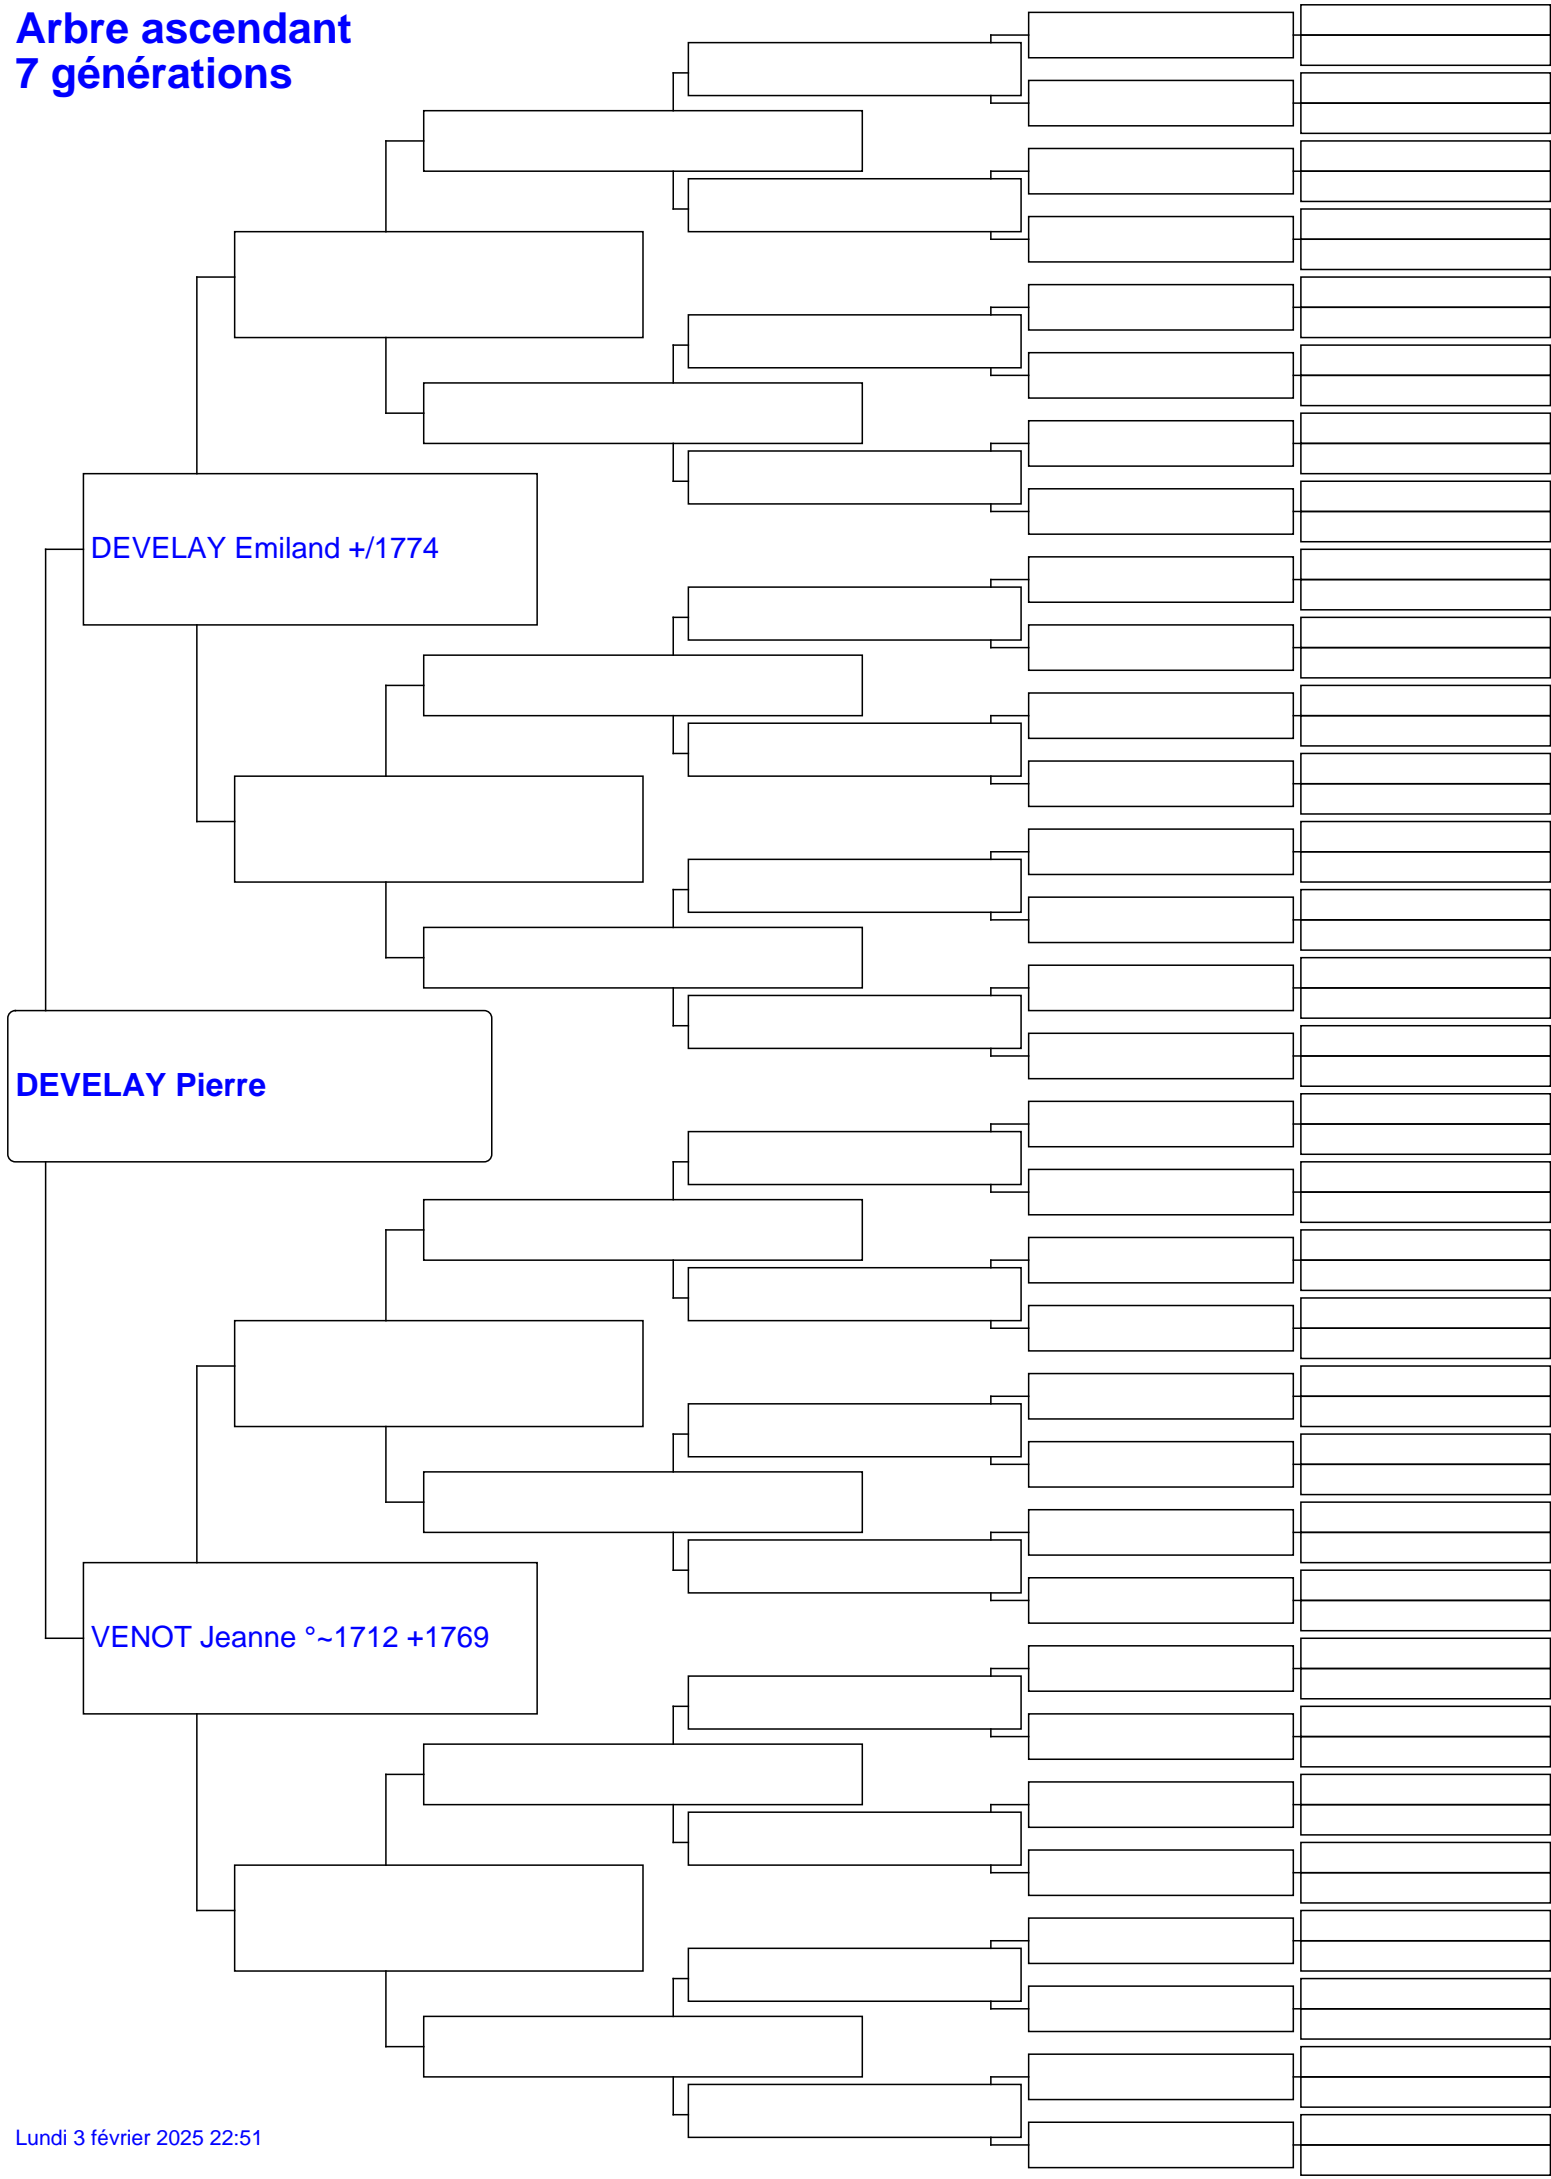 Arbre ascendant
7 générations
DEVELAY Emiland +/1774
DEVELAY Pierre
VENOT Jeanne °~1712 +1769
Lundi 3 février 2025 22:51